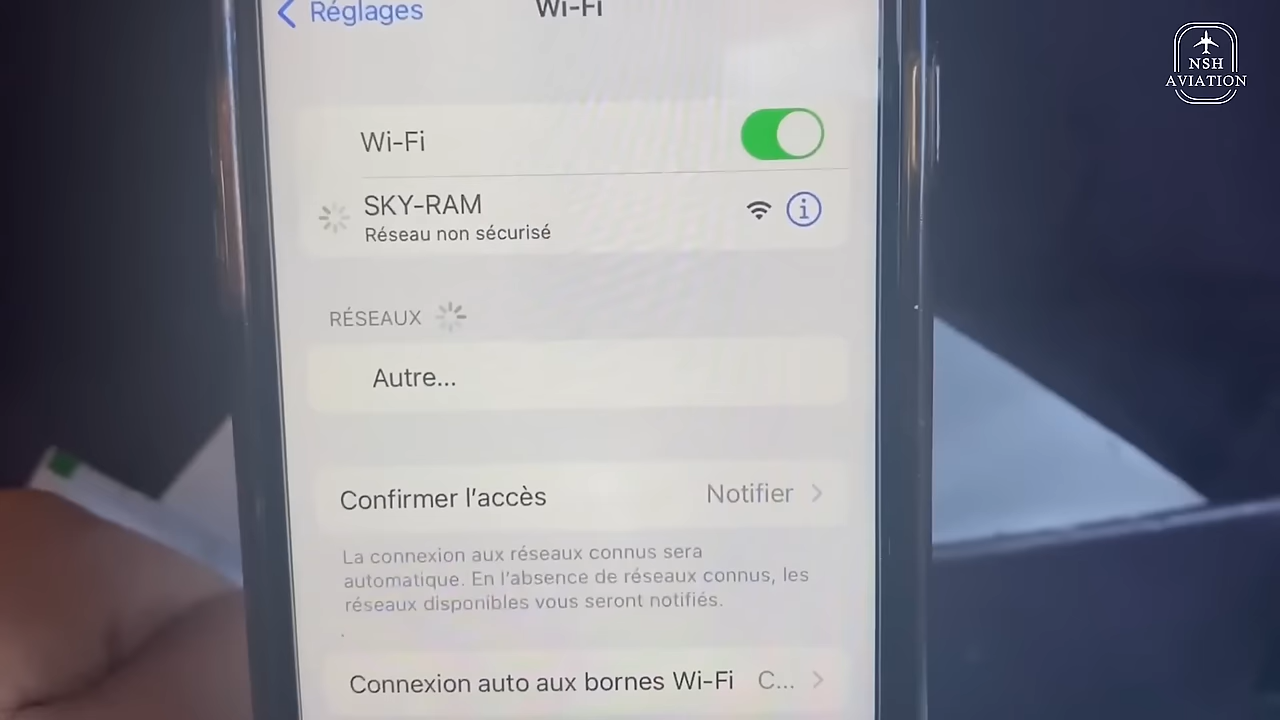 Réglages
Wi-Fi
NSH
AVIATION
Wi-Fi
SKY-RAM
Réseau non sécurisé
RÉSEAUX
Autre...
Confirmer l'accès
Notifier
La connexion aux réseaux connus sera
automatique. En l'absence de réseaux connus, les
réseaux disponibles vous seront notifiés.
Connexion auto aux bornes Wi-Fi
C...